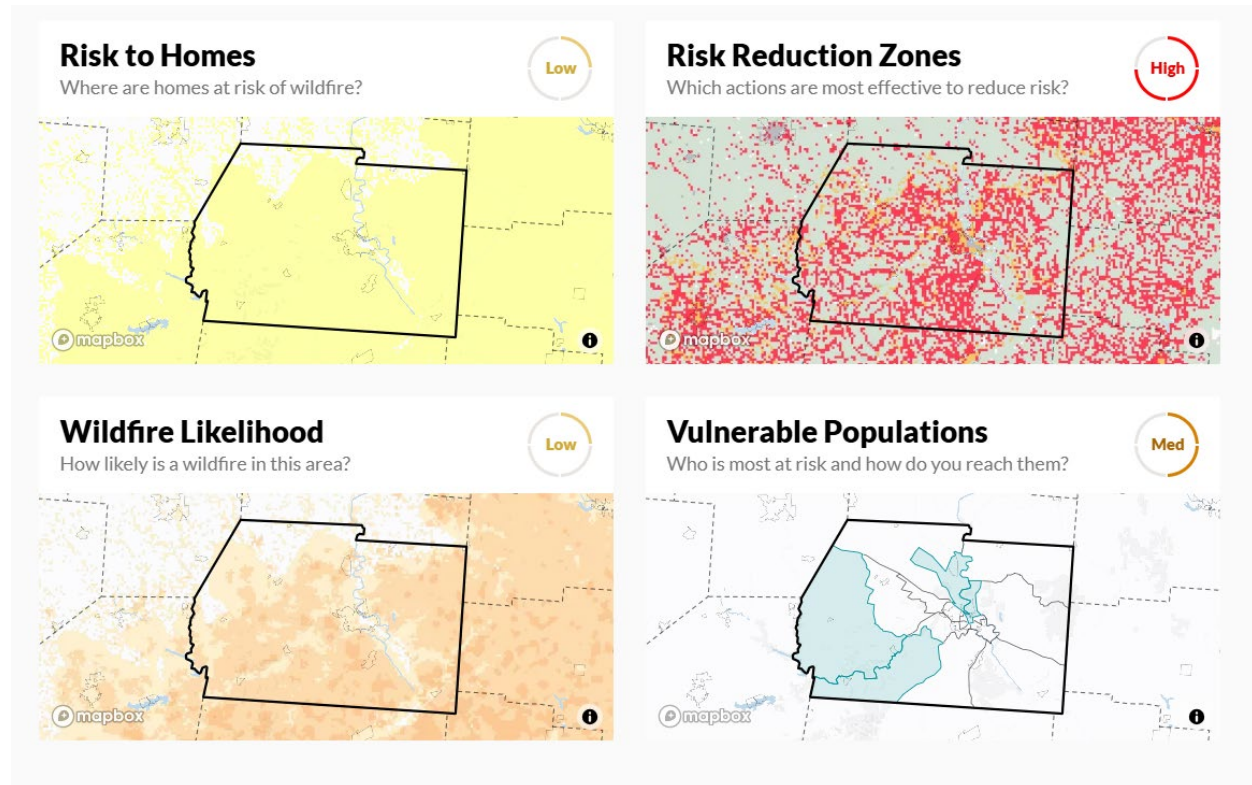 Risk to Homes
Where are homes at risk of wildfire?
Low
mapbox
Risk Reduction Zones
Which actions are most effective to reduce risk?
High
mapbox
Wildfire Likelihood
How likely is a wildfire in this area?
Low
mapbox
Vulnerable Populations
Who is most at risk and how do you reach them?
Med
mapbox